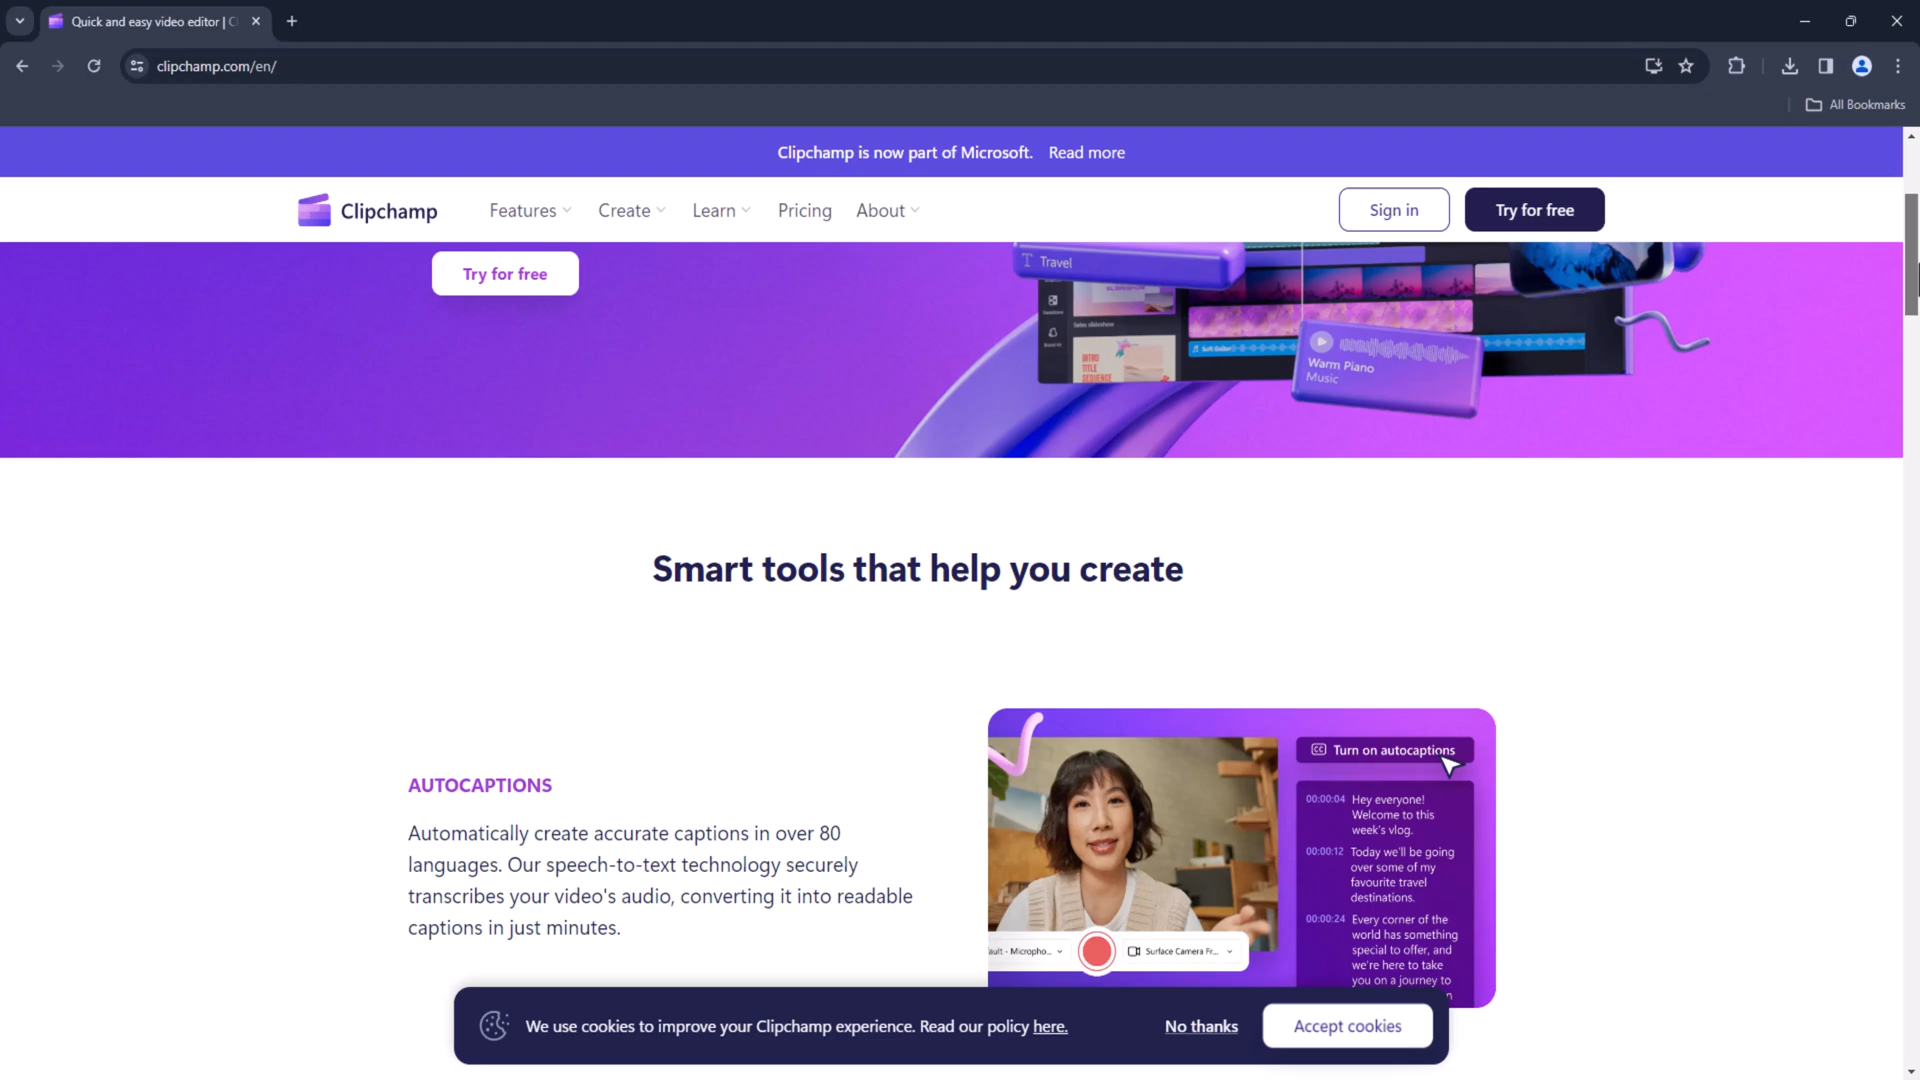 Quick and easy video editor | C
clipchamp.com/en/
All Bookmarks
Clipchamp is now part of Microsoft. Read more
Clipchamp
Features
Create
Learn
Pricing
About
Sign in
Try for free
Try for free
Travel
Sales slideshow
INTRO
TITLE
SEQUENCE
Warm Piano
Music
Smart tools that help you create
AUTOCAPTIONS
Automatically create accurate captions in over 80
languages. Our speech-to-text technology securely
transcribes your video's audio, converting it into readable
captions in just minutes.
CC Turn on autocaptions
00:00:04 Hey everyone!
Welcome to this
week's vlog.
00:00:12 Today we'll be going
over some of my
favourite travel
destinations.
00:00:24 Every corner of the
world has something
special to offer, and
we're here to take
you on a journey to
ault - Micropho...
Surface Camera Fr...
We use cookies to improve your Clipchamp experience. Read our policy here.
No thanks
Accept cookies